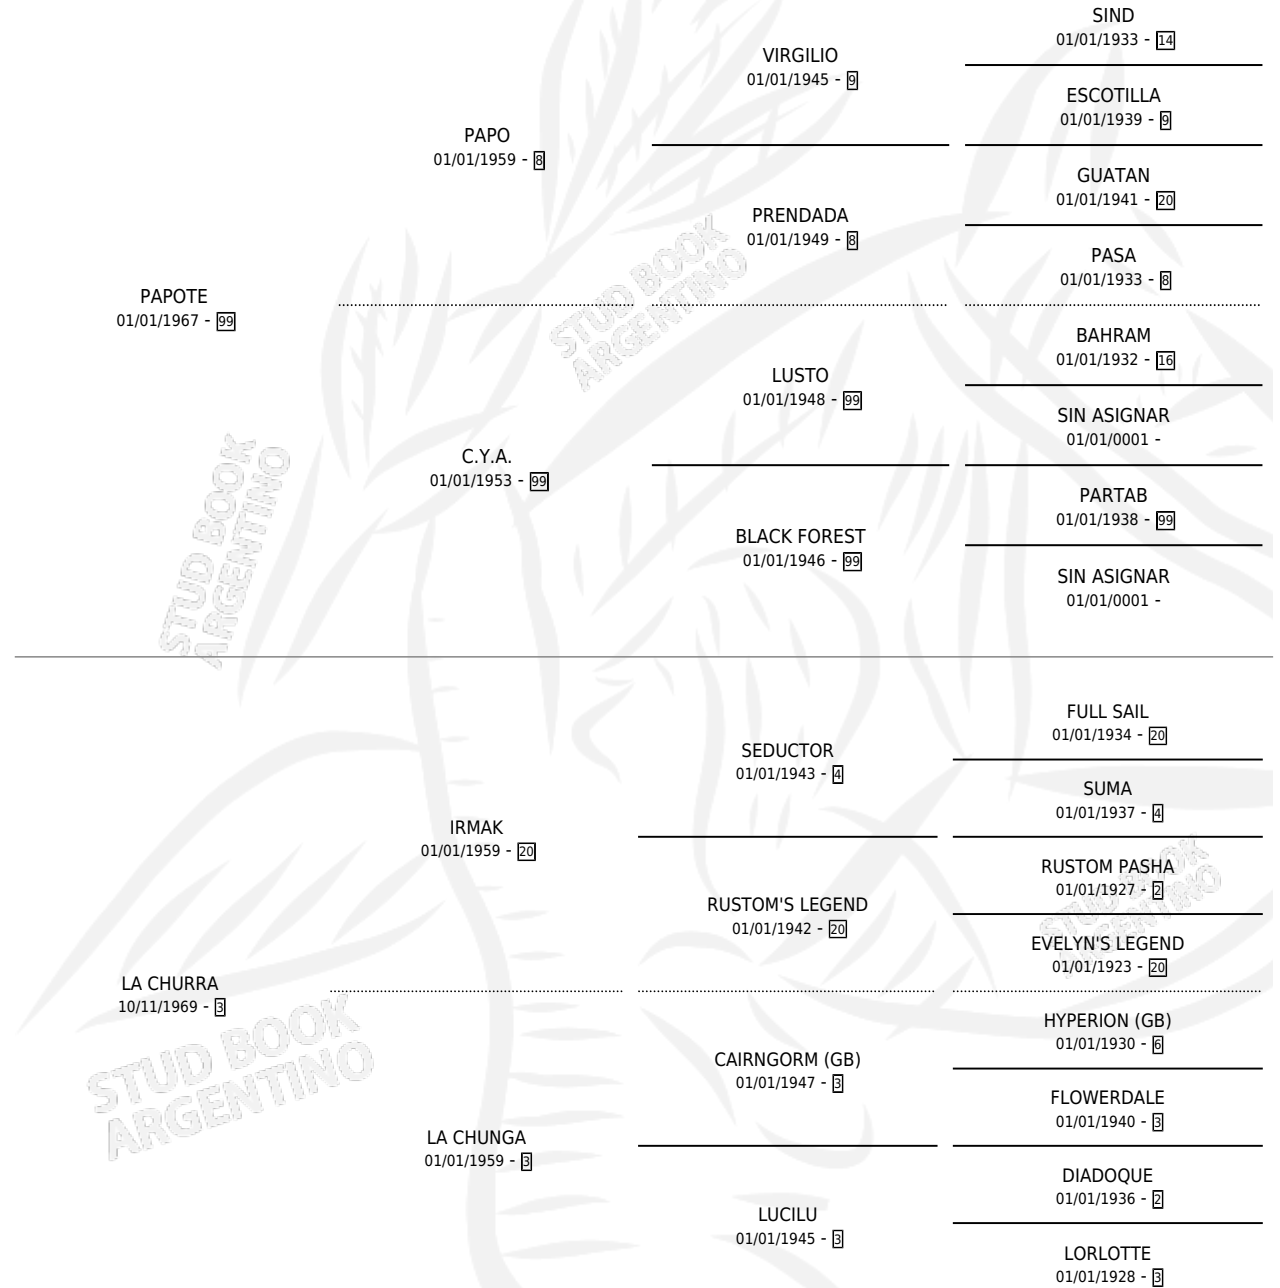 SIND
01/01/1933 - 14
VIRGILIO
01/01/1945 - 9
ESCOTILLA
01/01/1939 - 9
PAPO
01/01/1959 - 8
GUATAN
01/01/1941 - 20
PRENDADA
01/01/1949 - 8
PASA
01/01/1933 - 8
PAPOTE
01/01/1967 - 99
BAHRAM
01/01/1932 - 16
LUSTO
01/01/1948 - 99
SIN ASIGNAR
01/01/0001 -
C.Y.A.
01/01/1953 - 99
PARTAB
01/01/1938 - 99
BLACK FOREST
01/01/1946 - 99
SIN ASIGNAR
01/01/0001 -
STUD BOOK
ARGENTINO
STUD BOOK
ARGENTINO
FULL SAIL
01/01/1934 - 20
SEDUCTOR
01/01/1943 - 4
SUMA
01/01/1937 - 4
IRMAK
01/01/1959 - 20
RUSTOM PASHA
01/01/1927 - 2
RUSTOM'S LEGEND
01/01/1942 - 20
EVELYN'S LEGEND
01/01/1923 - 20
LA CHURRA
10/11/1969 - 3
HYPERION (GB)
01/01/1930 - 6
CAIRNGORM (GB)
01/01/1947 - 3
FLOWERDALE
01/01/1940 - 3
LA CHUNGA
01/01/1959 - 3
DIADOQUE
01/01/1936 - 2
LUCILU
01/01/1945 - 3
LORLOTTE
01/01/1928 - 3
STUD BOOK
ARGENTINO
STUD BOOK
ARGENTINO